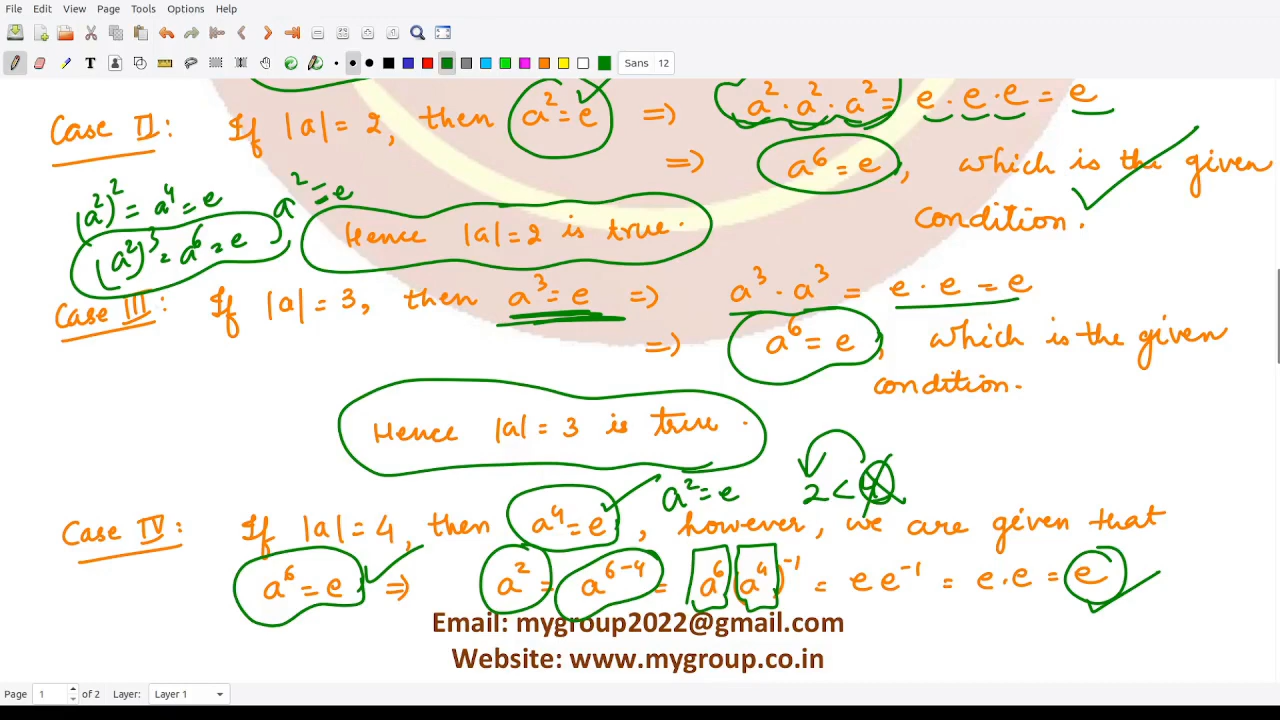 File Edit View Page Tools Options Help
Sans 12
Case II: If |a| = 2, then a² = e => a²·a²·a² = e·e·e = e
=> a⁶ = e, which is the given condition.
(a²)² = a⁴ = e
a² = e
(a²)³ = a⁶ = e
Hence |a| = 2 is true.
Case III: If |a| = 3, then a³ = e => a³·a³ = e·e = e
=> a⁶ = e, which is the given condition.
Hence |a| = 3 is true.
a² = e 2 < 4
Case IV: If |a| = 4, then a⁴ = e, however, we are given that
a⁶ = e => a² = a⁶⁻⁴ = a⁶(a⁴)⁻¹ = e e⁻¹ = e·e = e
Email: mygroup2022@gmail.com
Website: www.mygroup.co.in
Page 1 of 2 Layer: Layer 1